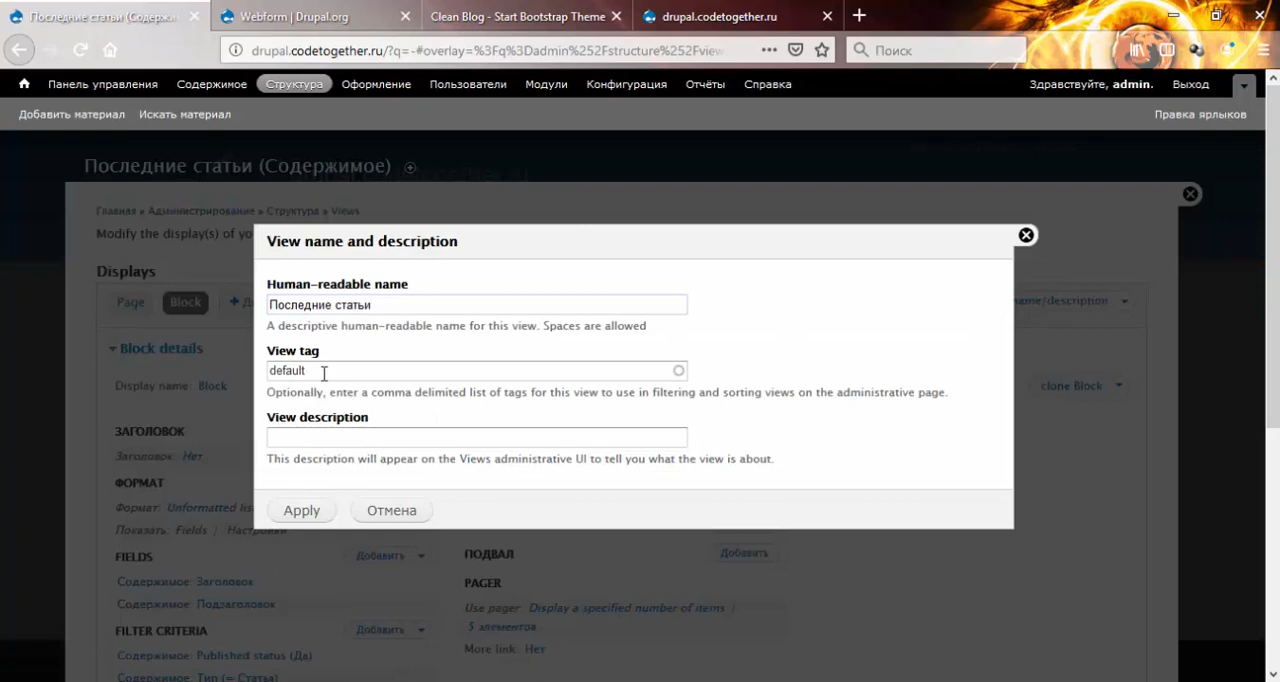 Последние статьи (Содержи
Webform | Drupal.org
Clean Blog - Start Bootstrap Theme
drupal.codetogether.ru/
drupal.codetogether.ru/?q=-#overlay=%3Fq%3Dadmin%252Fstructure%252Fview
Поиск
Панель управления
Содержимое
Структура
Оформление
Пользователи
Модули
Конфигурация
Отчёты
Справка
Здравствуйте, admin.
Выход
Добавить материал
Искать материал
Правка ярлыков
Последние статьи (Содержимое)
Главная » Администрирование » Структура » Views
Modify the display(s) of yo
Displays
Page
Block
name/description
Block details
Display name: Block
clone Block
ЗАГОЛОВОК
Заголовок: Нет
ФОРМАТ
Формат: Unformatted lis
Показать: Fields | Настройки
FIELDS
Добавить
Содержимое: Заголовок
Содержимое: Подзаголовок
FILTER CRITERIA
Добавить
Содержимое: Published status (Да)
Содержимое: Тип (= Статья)
ПОДВАЛ
Добавить
PAGER
Use pager: Display a specified number of items |
5 элементов
More link: Нет
View name and description
Human-readable name
Последние статьи
A descriptive human-readable name for this view. Spaces are allowed
View tag
default
Optionally, enter a comma delimited list of tags for this view to use in filtering and sorting views on the administrative page.
View description
This description will appear on the Views administrative UI to tell you what the view is about.
Apply
Отмена